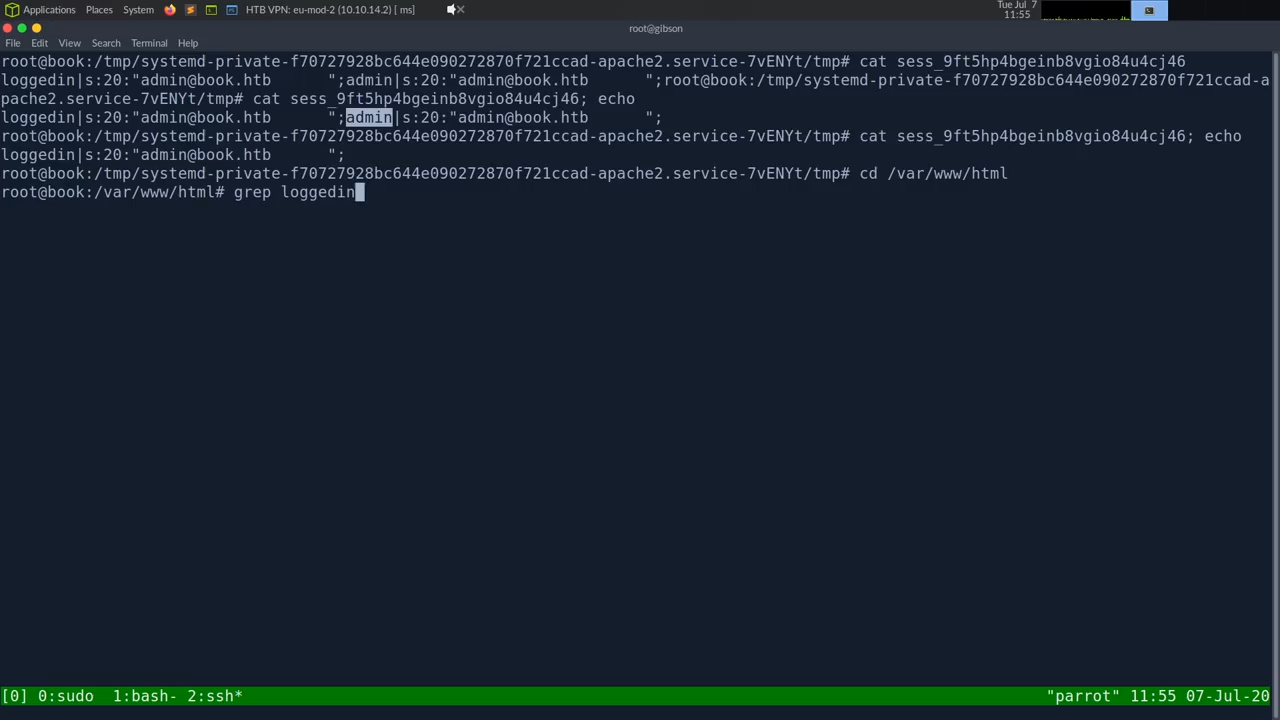 Applications Places System HTB VPN: eu-mod-2 (10.10.14.2) [ ms] Tue Jul 7
11:55
root@gibson
File Edit View Search Terminal Help
root@book:/tmp/systemd-private-f70727928bc644e090272870f721ccad-apache2.service-7vENYt/tmp# cat sess_9ft5hp4bgeinb8vgio84u4cj46
loggedin|s:20:"admin@book.htb      ";admin|s:20:"admin@book.htb      ";root@book:/tmp/systemd-private-f70727928bc644e090272870f721ccad-a
pache2.service-7vENYt/tmp# cat sess_9ft5hp4bgeinb8vgio84u4cj46; echo
loggedin|s:20:"admin@book.htb      ";admin|s:20:"admin@book.htb      ";
root@book:/tmp/systemd-private-f70727928bc644e090272870f721ccad-apache2.service-7vENYt/tmp# cat sess_9ft5hp4bgeinb8vgio84u4cj46; echo
loggedin|s:20:"admin@book.htb      ";
root@book:/tmp/systemd-private-f70727928bc644e090272870f721ccad-apache2.service-7vENYt/tmp# cd /var/www/html
root@book:/var/www/html# grep loggedin
[0] 0:sudo  1:bash- 2:ssh* "parrot" 11:55 07-Jul-20